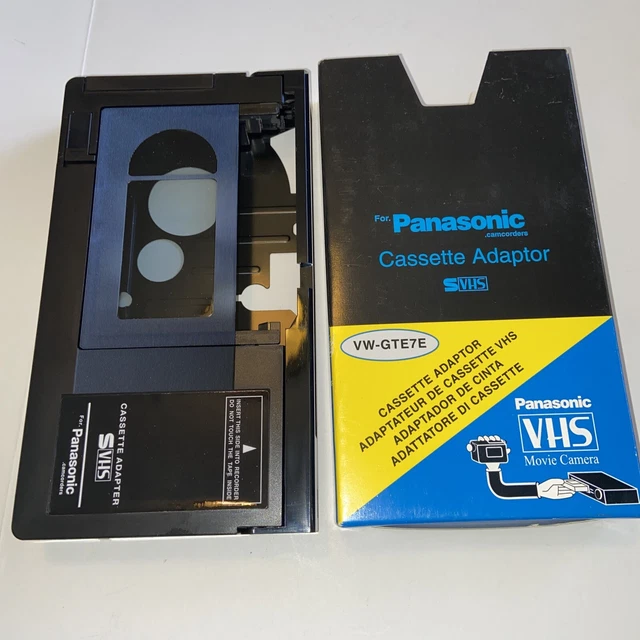 INSERT THIS SIDE INTO RECORDER
DO NOT TOUCH THE TAPE INSIDE
CASSETTE ADAPTER
SVHS
For. Panasonic
.camcorders
For. Panasonic
.camcorders
Cassette Adaptor
SVHS
VW-GTE7E
CASSETTE ADAPTOR
ADAPTATEUR DE CASSETTE VHS
ADAPTADOR DE CINTA
ADATTATORE DI CASSETTE
Panasonic
VHS
Movie Camera